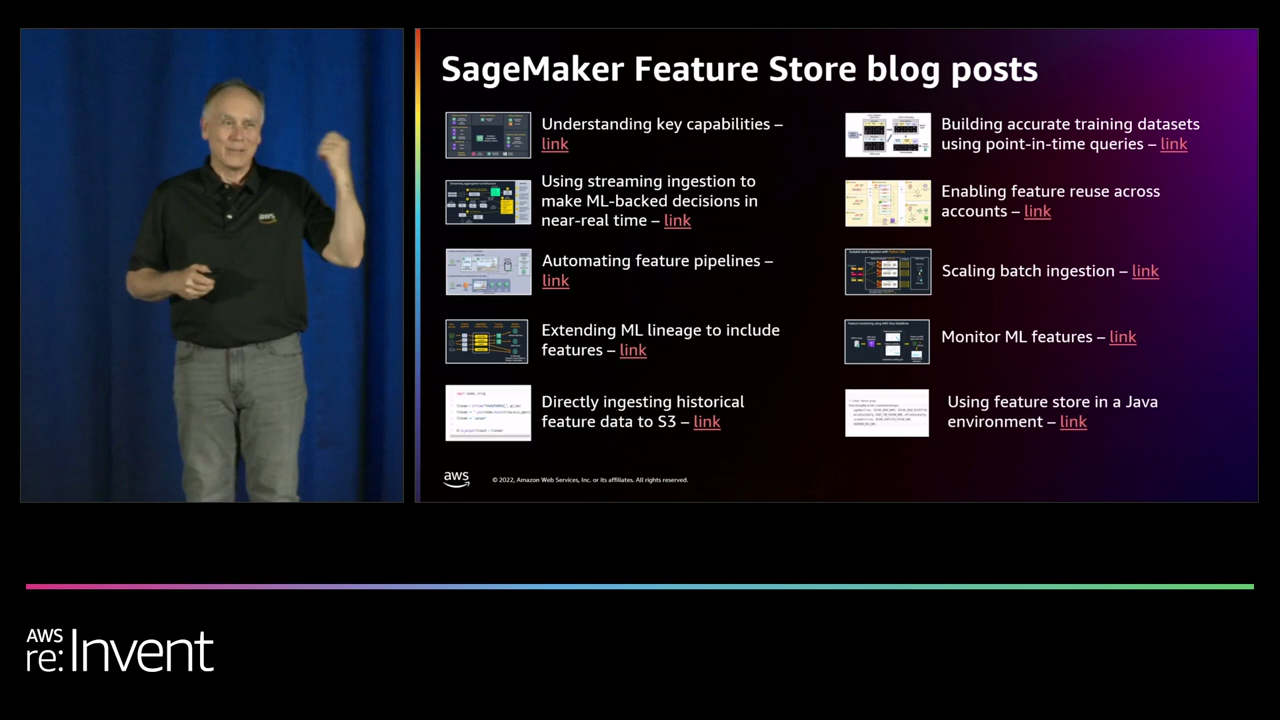 SageMaker Feature Store blog posts
Understanding key capabilities –
link
Using streaming ingestion to
make ML-backed decisions in
near-real time – link
Automating feature pipelines –
link
Extending ML lineage to include
features – link
Directly ingesting historical
feature data to S3 – link
Building accurate training datasets
using point-in-time queries – link
Enabling feature reuse across
accounts – link
Scaling batch ingestion – link
Monitor ML features – link
Using feature store in a Java
environment – link
aws
© 2022, Amazon Web Services, Inc. or its affiliates. All rights reserved.
aws
AWS
re:Invent